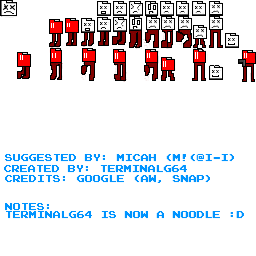 SUGGESTED BY: MICAH (M!(@I-I)
CREATED BY: TERMINALG64
CREDITS: GOOGLE (AW, SNAP)
NOTES:
TERMINALG64 IS NOW A NOODLE :D